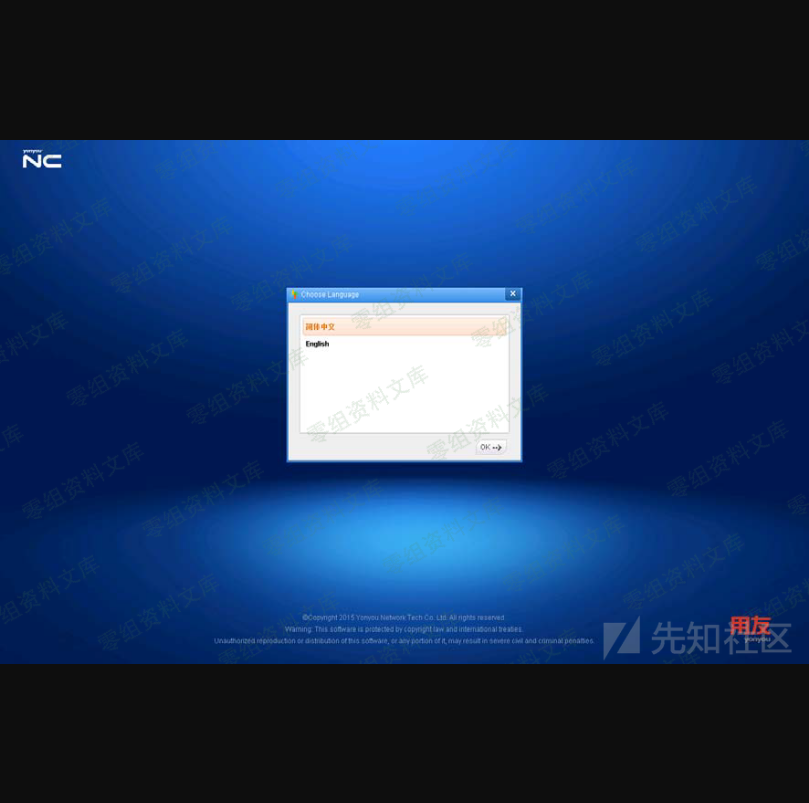 yonyou
NC
Choose Language
简体中文
English
OK
©Copyright 2015 Yonyou Network Tech Co. Ltd. All rights reserved.
Warning: This software is protected by copyright law and international treaties.
Unauthorized reproduction or distribution of this software, or any portion of it, may result in severe civil and criminal penalties.
用友
yonyou
先知社区
零组资料文库